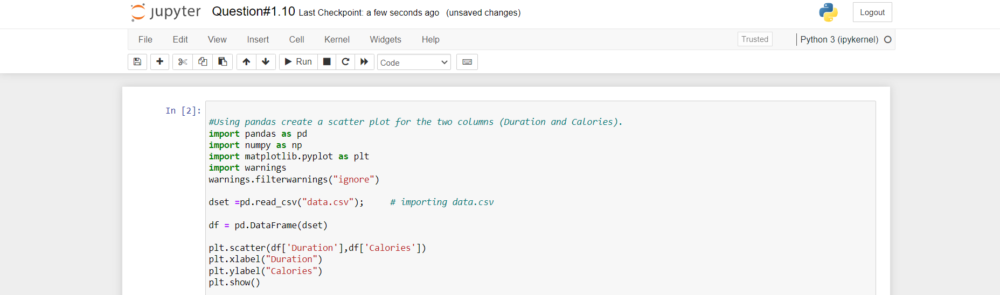 jupyter Question#1.10 Last Checkpoint: a few seconds ago (unsaved changes) Logout
File Edit View Insert Cell Kernel Widgets Help Trusted Python 3 (ipykernel)
Run Code
In [2]:
#Using pandas create a scatter plot for the two columns (Duration and Calories).
import pandas as pd
import numpy as np
import matplotlib.pyplot as plt
import warnings
warnings.filterwarnings("ignore")
dset =pd.read_csv("data.csv"); # importing data.csv
df = pd.DataFrame(dset)
plt.scatter(df['Duration'],df['Calories'])
plt.xlabel("Duration")
plt.ylabel("Calories")
plt.show()